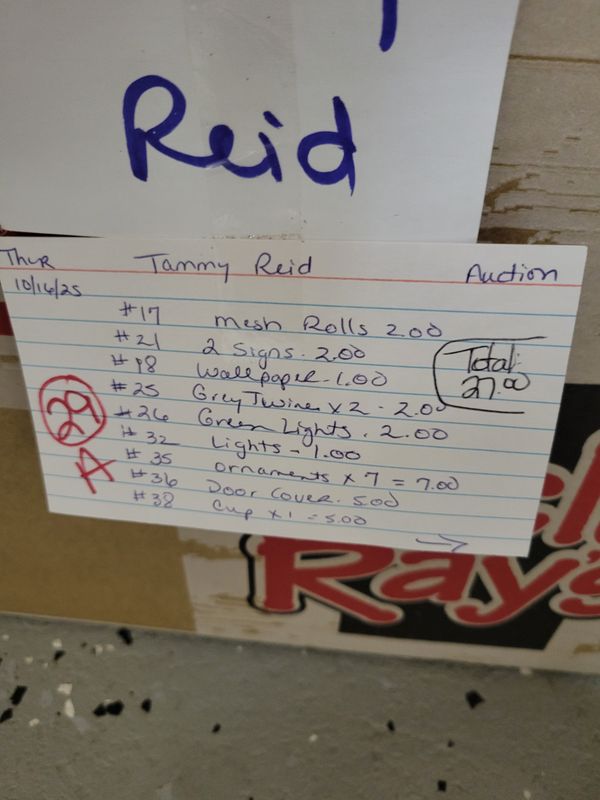 Reid
Thur Tammy Reid Auction
10/16/25
#17 mesh Rolls 2.00
#21 2 Signs. 2.00
#18 Wallpaper - 1.00
#25 Grey Twine x 2 - 2.00
#26 Green Lights. 2.00
#32 Lights - 1.00
#35 ornaments x 7 = 7.00
#36 Door Cover. 5.00
#38 Cup x 1 = 5.00
Total:
27.00
29
A
Ray's